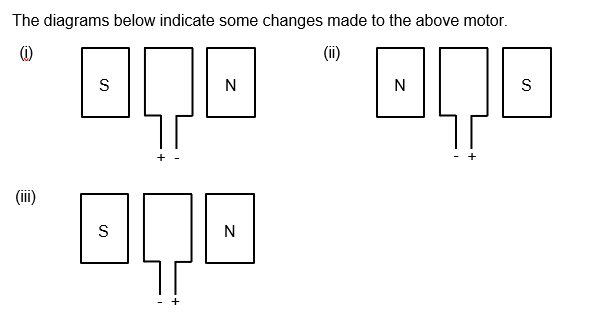 The diagrams below indicate some changes made to the above motor.
(i) (ii)
S N N S
+ - - +
(iii)
S N
- +